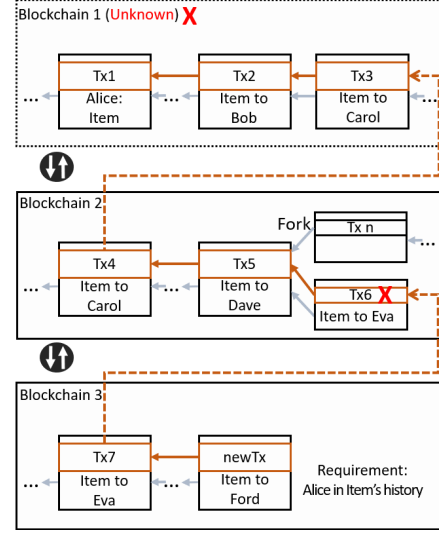 Blockchain 1 (Unknown) X
Tx1
Tx2
Tx3
...
Alice:
Item
...
Item to
Bob
Item to
Carol
...
Blockchain 2
Fork
Tx n
...
Tx4
Tx5
...
Item to
Carol
...
Item to
Dave
Tx6 X
Item to Eva
Blockchain 3
Tx7
newTx
...
Item to
Eva
...
Item to
Ford
Requirement:
Alice in Item's history